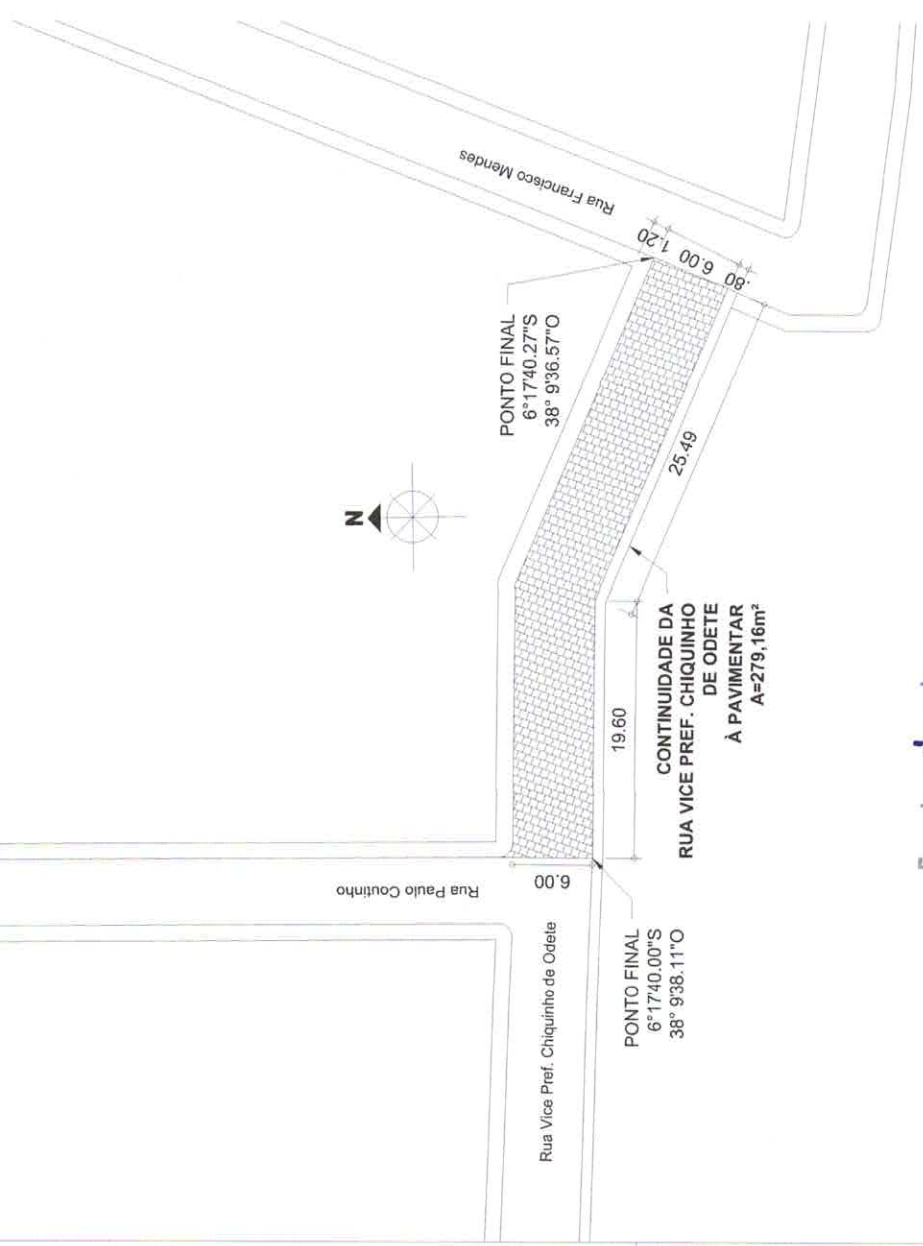 Rua Francisco Mendes
1.20
6.00
.80
PONTO FINAL
6°17'40.27"S
38° 9'36.57"O
N
25.49
19.60
CONTINUIDADE DA
RUA VICE PREF. CHIQUINHO
DE ODETE
À PAVIMENTAR
A=279,16m²
Rua Paulo Coutinho
6.00
Rua Vice Pref. Chiquinho de Odete
PONTO FINAL
6°17'40.00"S
38° 9'38.11"O